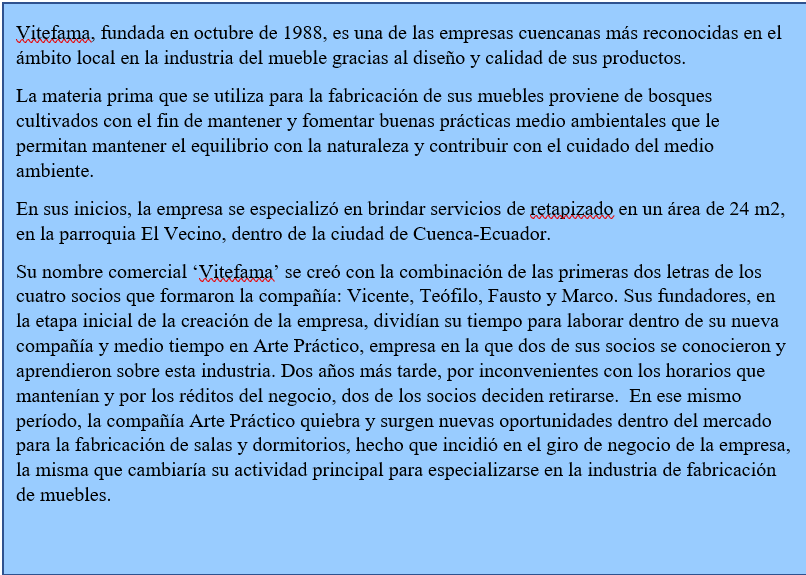 Vitefama, fundada en octubre de 1988, es una de las empresas cuencanas más reconocidas en el
ámbito local en la industria del mueble gracias al diseño y calidad de sus productos.
La materia prima que se utiliza para la fabricación de sus muebles proviene de bosques
cultivados con el fin de mantener y fomentar buenas prácticas medio ambientales que le
permitan mantener el equilibrio con la naturaleza y contribuir con el cuidado del medio
ambiente.
En sus inicios, la empresa se especializó en brindar servicios de retapizado en un área de 24 m2,
en la parroquia El Vecino, dentro de la ciudad de Cuenca-Ecuador.
Su nombre comercial ‘Vitefama’ se creó con la combinación de las primeras dos letras de los
cuatro socios que formaron la compañía: Vicente, Teófilo, Fausto y Marco. Sus fundadores, en
la etapa inicial de la creación de la empresa, dividían su tiempo para laborar dentro de su nueva
compañía y medio tiempo en Arte Práctico, empresa en la que dos de sus socios se conocieron y
aprendieron sobre esta industria. Dos años más tarde, por inconvenientes con los horarios que
mantenían y por los réditos del negocio, dos de los socios deciden retirarse.  En ese mismo
período, la compañía Arte Práctico quiebra y surgen nuevas oportunidades dentro del mercado
para la fabricación de salas y dormitorios, hecho que incidió en el giro de negocio de la empresa,
la misma que cambiaría su actividad principal para especializarse en la industria de fabricación
de muebles.